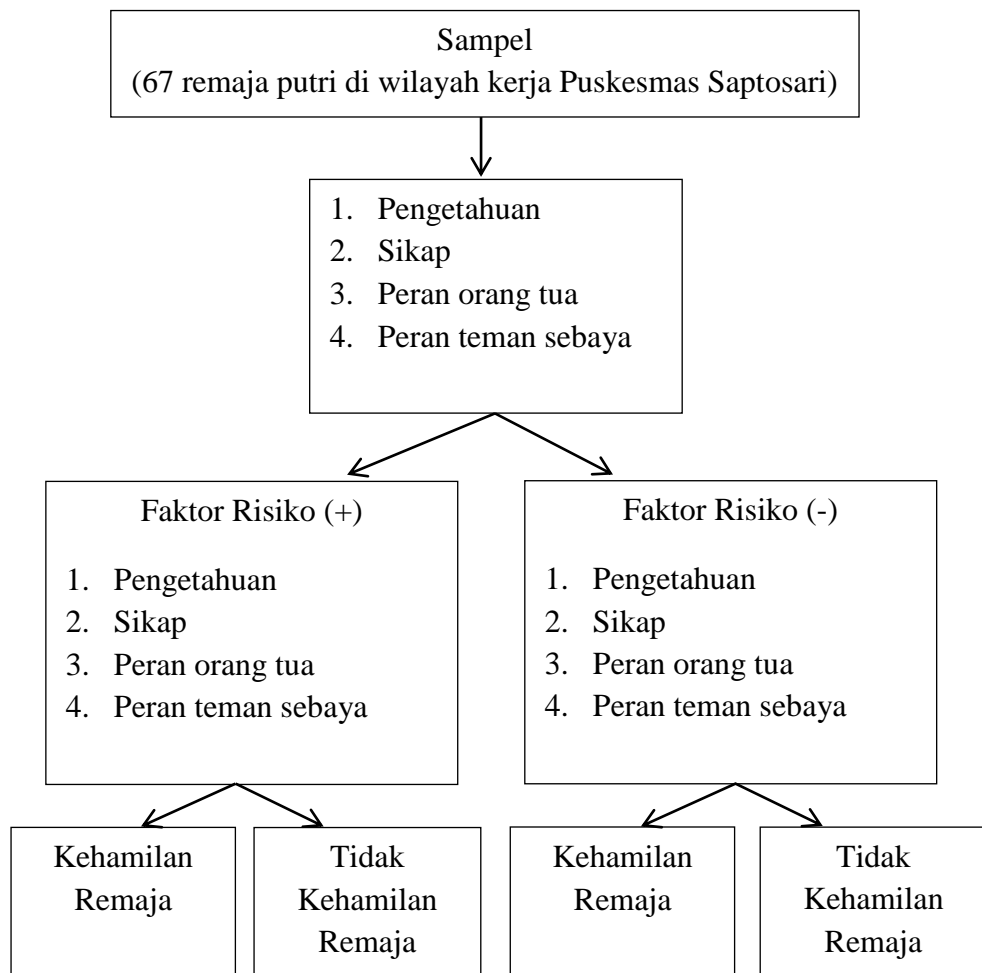 Sampel
(67 remaja putri di wilayah kerja Puskesmas Saptosari)
1. Pengetahuan
2. Sikap
3. Peran orang tua
4. Peran teman sebaya
Faktor Risiko (+)
1. Pengetahuan
2. Sikap
3. Peran orang tua
4. Peran teman sebaya
Faktor Risiko (-)
1. Pengetahuan
2. Sikap
3. Peran orang tua
4. Peran teman sebaya
Kehamilan
Remaja
Tidak
Kehamilan
Remaja
Kehamilan
Remaja
Tidak
Kehamilan
Remaja